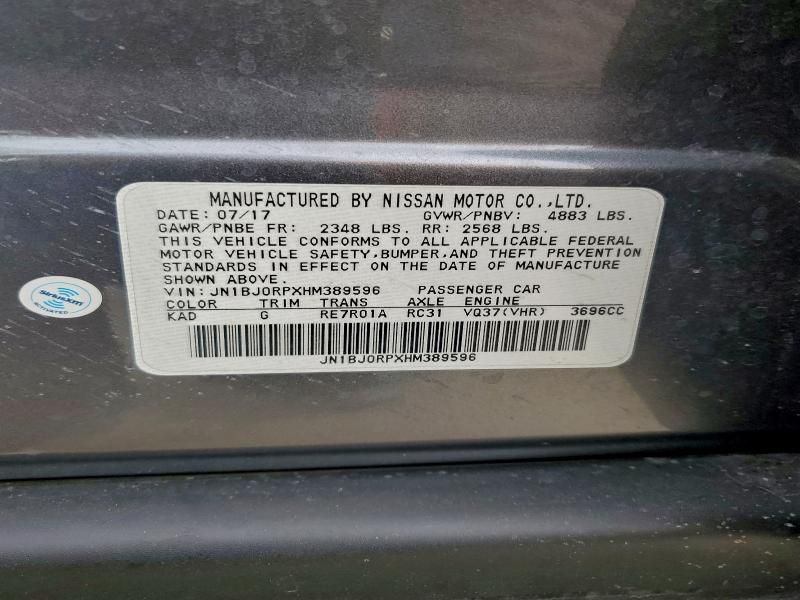 MANUFACTURED BY NISSAN MOTOR CO.,LTD.
DATE: 07/17 GVWR/PNBV: 4883 LBS.
GAWR/PNBE FR: 2348 LBS. RR: 2568 LBS.
THIS VEHICLE CONFORMS TO ALL APPLICABLE FEDERAL
MOTOR VEHICLE SAFETY,BUMPER,AND THEFT PREVENTION
STANDARDS IN EFFECT ON THE DATE OF MANUFACTURE
SHOWN ABOVE.
VIN: JN1BJ0RPXHM389596 PASSENGER CAR
COLOR TRIM TRANS AXLE ENGINE
KAD G RE7R01A RC31 VQ37(VHR) 3696CC
JN1BJ0RPXHM389596
SiriusXM
ACTIVATED